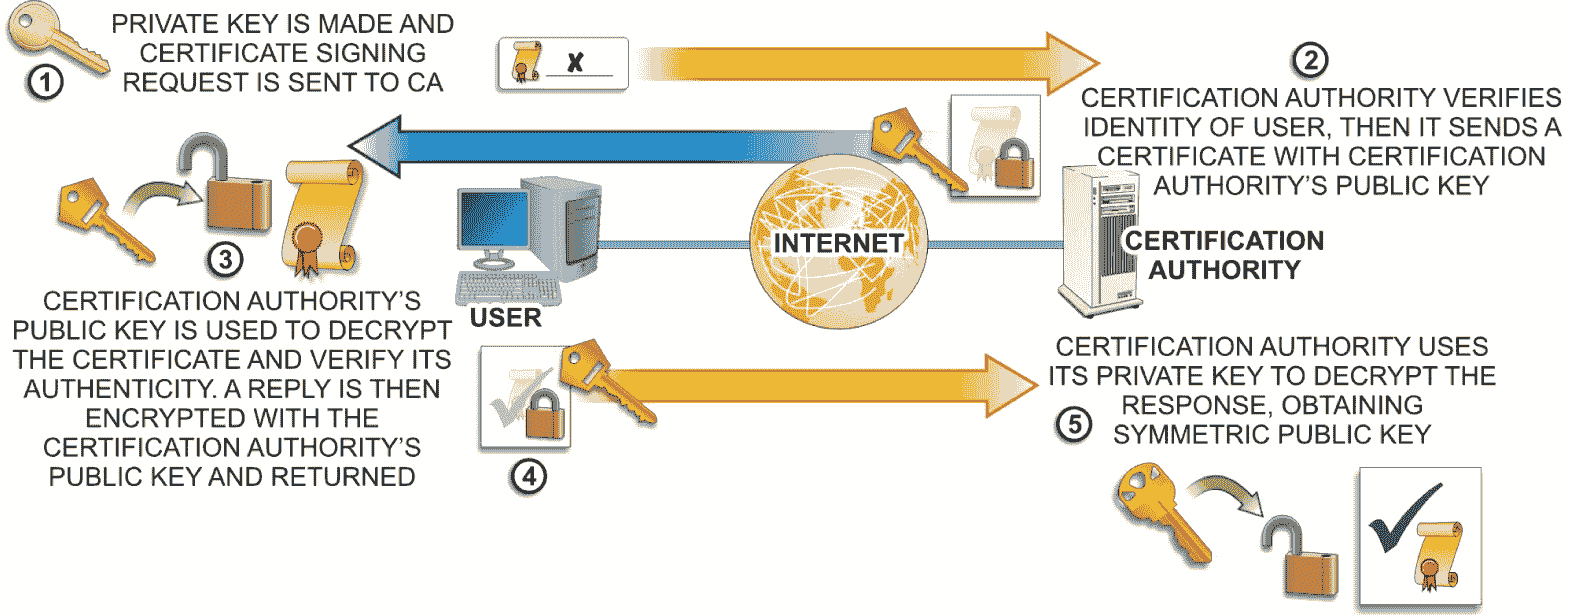 PRIVATE KEY IS MADE AND
CERTIFICATE SIGNING
REQUEST IS SENT TO CA
1
X
2
CERTIFICATION AUTHORITY VERIFIES
IDENTITY OF USER, THEN IT SENDS A
CERTIFICATE WITH CERTIFICATION
AUTHORITY'S PUBLIC KEY
3
CERTIFICATION AUTHORITY'S
PUBLIC KEY IS USED TO DECRYPT
THE CERTIFICATE AND VERIFY ITS
AUTHENTICITY. A REPLY IS THEN
ENCRYPTED WITH THE
CERTIFICATION AUTHORITY'S
PUBLIC KEY AND RETURNED
USER
INTERNET
CERTIFICATION
AUTHORITY
4
CERTIFICATION AUTHORITY USES
ITS PRIVATE KEY TO DECRYPT THE
RESPONSE, OBTAINING
SYMMETRIC PUBLIC KEY
5